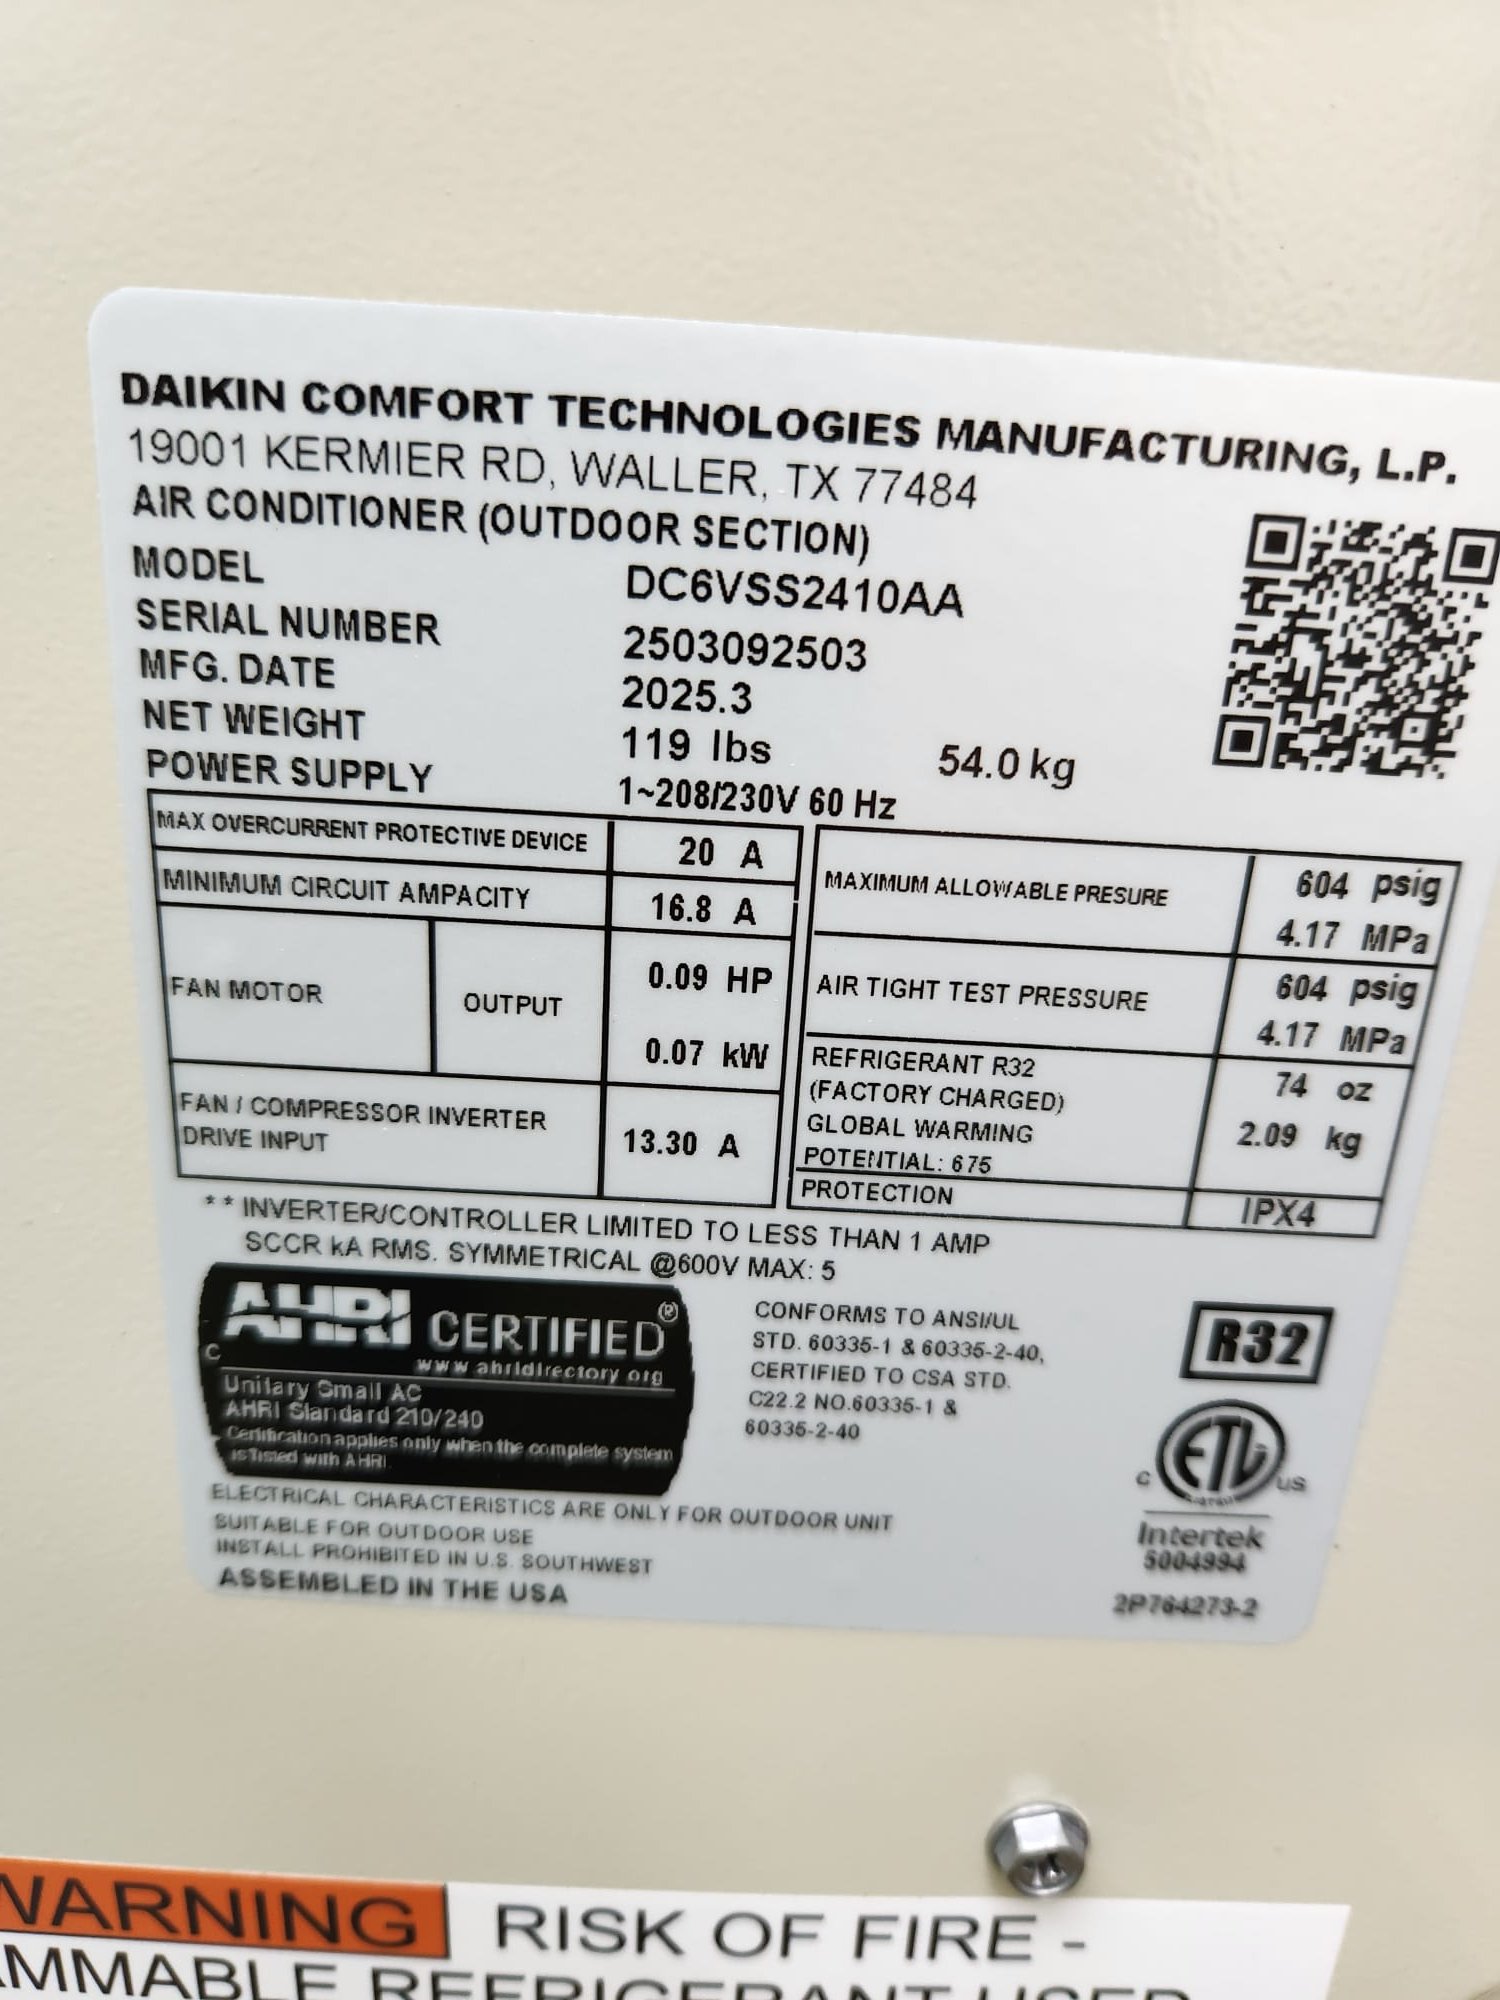 DAIKIN COMFORT TECHNOLOGIES MANUFACTURING, L.P.
19001 KERMIER RD, WALLER, TX 77484
AIR CONDITIONER (OUTDOOR SECTION)
MODEL DC6VSS2410AA
SERIAL NUMBER 2503092503
MFG. DATE 2025.3
NET WEIGHT 119 lbs 54.0 kg
POWER SUPPLY 1~208/230V 60 Hz
MAX OVERCURRENT PROTECTIVE DEVICE 20 A
MINIMUM CIRCUIT AMPACITY 16.8 A
FAN MOTOR OUTPUT 0.09 HP
0.07 kW
FAN / COMPRESSOR INVERTER
DRIVE INPUT 13.30 A
MAXIMUM ALLOWABLE PRESURE 604 psig
4.17 MPa
AIR TIGHT TEST PRESSURE 604 psig
4.17 MPa
REFRIGERANT R32 74 oz
(FACTORY CHARGED)
GLOBAL WARMING 2.09 kg
POTENTIAL: 675
PROTECTION IPX4
** INVERTER/CONTROLLER LIMITED TO LESS THAN 1 AMP
SCCR kA RMS. SYMMETRICAL @600V MAX: 5
AHRI CERTIFIED ®
C
www.ahridirectory.org
Unitary Small AC
AHRI Standard 210/240
Certification applies only when the complete system
is listed with AHRI.
CONFORMS TO ANSI/UL
STD. 60335-1 & 60335-2-40,
CERTIFIED TO CSA STD.
C22.2 NO.60335-1 &
60335-2-40
R32
C ETL US
Intertek
5004994
2P764273-2
ELECTRICAL CHARACTERISTICS ARE ONLY FOR OUTDOOR UNIT
SUITABLE FOR OUTDOOR USE
INSTALL PROHIBITED IN U.S. SOUTHWEST
ASSEMBLED IN THE USA
WARNING RISK OF FIRE -
AMMABLE REFRIGERANT USED